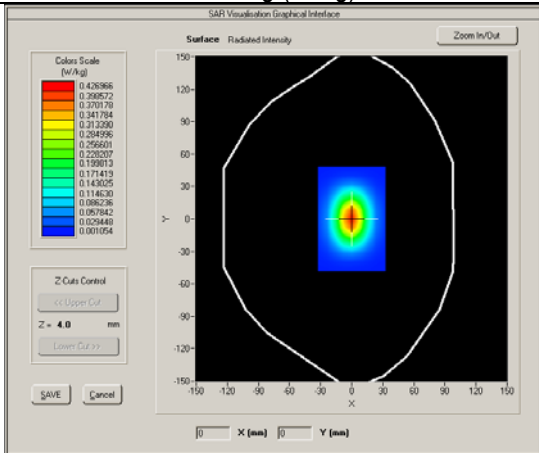 SAR Visualisation Graphical Interface
Surface Radiated Intensity
Zoom In/Out
Colors Scale
(W/kg)
0.426966
0.398572
0.370178
0.341784
0.313390
0.284996
0.256601
0.228207
0.199813
0.171419
0.143025
0.114630
0.086236
0.057842
0.029448
0.001054
150
120
90
60
30
0
-30
-60
-90
-120
-150
Y
-150 -120 -90 -60 -30 0 30 60 90 120 150
X
Z Cuts Control
<< Upper Cut
Z = 4.0 mm
Lower Cut >>
SAVE Cancel
0 X (mm) 0 Y (mm)